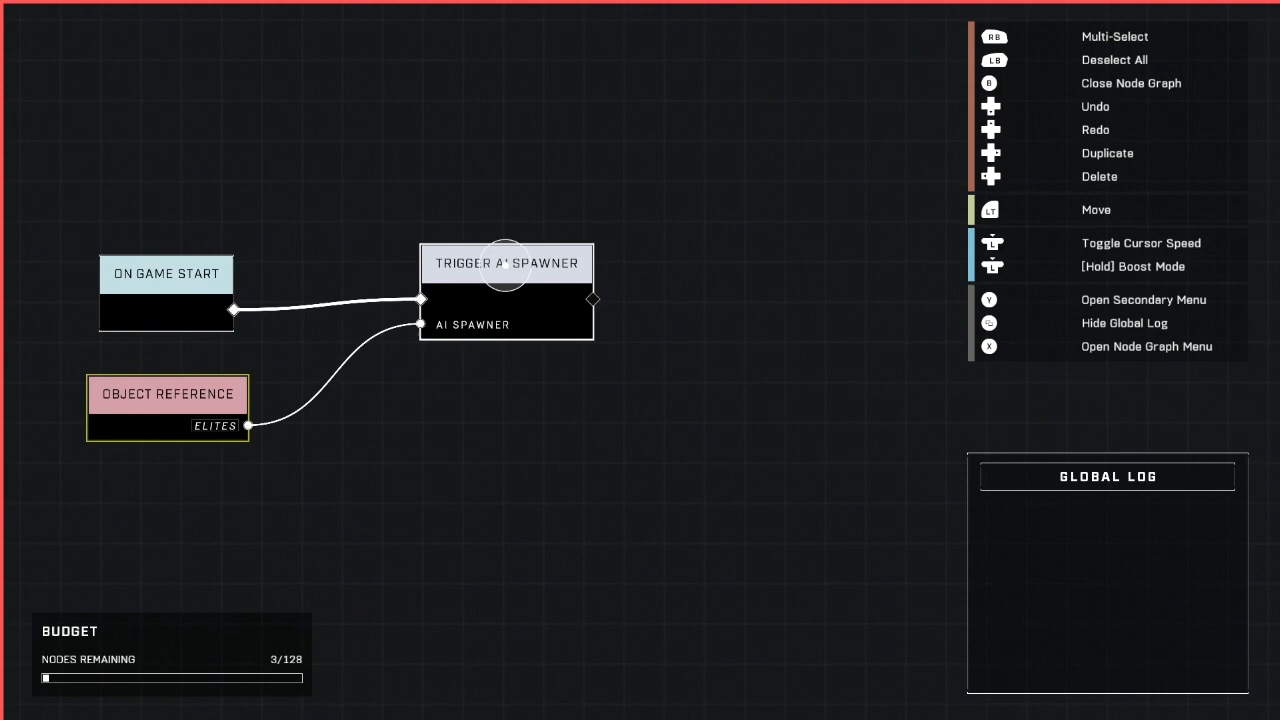 ON GAME START
TRIGGER AI SPAWNER
AI SPAWNER
OBJECT REFERENCE
ELITES
RB Multi-Select
LB Deselect All
B Close Node Graph
Undo
Redo
Duplicate
Delete
LT Move
L Toggle Cursor Speed
L [Hold] Boost Mode
Y Open Secondary Menu
Hide Global Log
X Open Node Graph Menu
GLOBAL LOG
BUDGET
NODES REMAINING 3/128